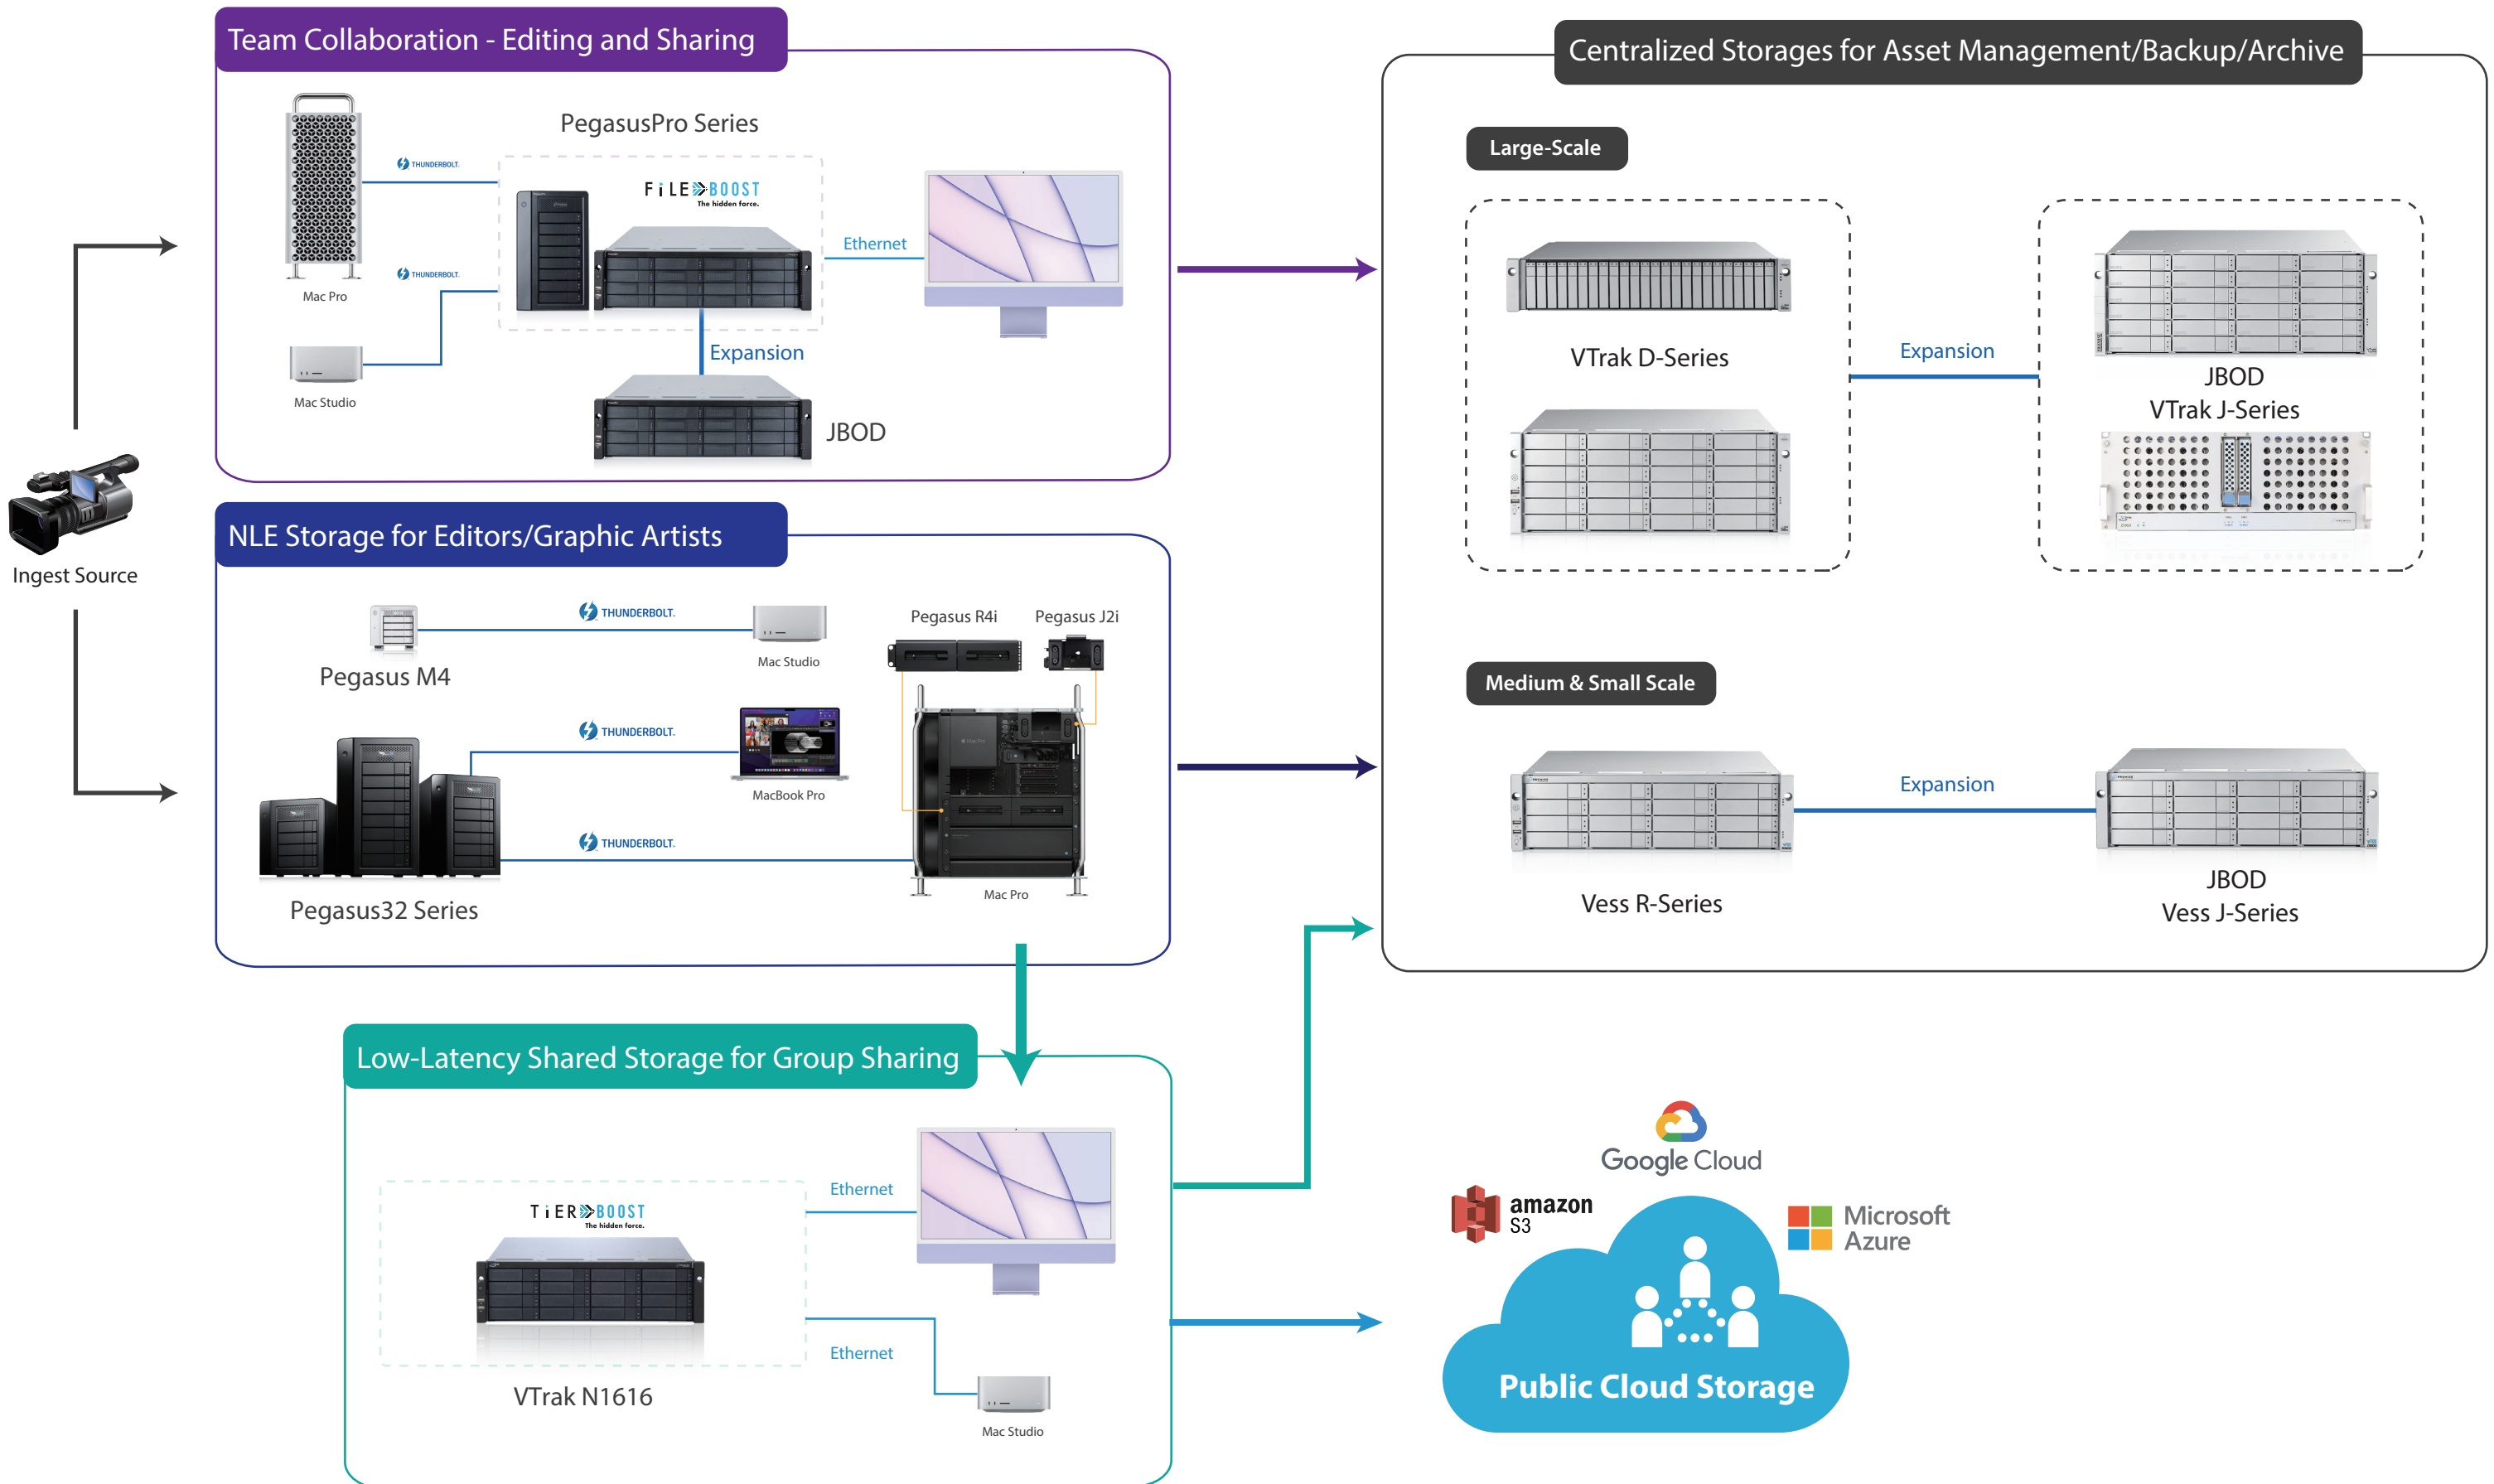 Team Collaboration - Editing and Sharing
PegasusPro Series
THUNDERBOLT.
FiLE BOOST
The hidden force.
Mac Pro
THUNDERBOLT.
Ethernet
Mac Studio
Expansion
JBOD
Ingest Source
NLE Storage for Editors/Graphic Artists
THUNDERBOLT.
Pegasus M4
Mac Studio
Pegasus R4i
Pegasus J2i
THUNDERBOLT.
MacBook Pro
THUNDERBOLT.
Mac Pro
Mac Pro
Pegasus32 Series
Low-Latency Shared Storage for Group Sharing
TiER BOOST
The hidden force.
Ethernet
Ethernet
VTrak N1616
Mac Studio
Centralized Storages for Asset Management/Backup/Archive
Large-Scale
VTrak D-Series
Expansion
JBOD
VTrak J-Series
Medium & Small Scale
PROMISE
Expansion
PROMISE
Vess R-Series
JBOD
Vess J-Series
Google Cloud
amazon
S3
Microsoft
Azure
Public Cloud Storage